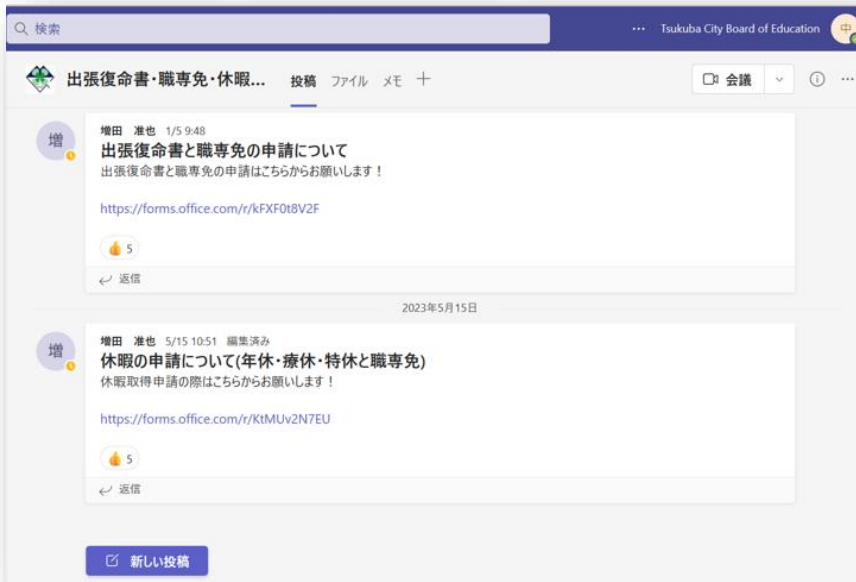 検索
… Tsukuba City Board of Education 中
出張復命書・職専免・休暇... 投稿 ファイル メモ + 会議 …
増
増田 准也 1/5 9:48
出張復命書と職専免の申請について
出張復命書と職専免の申請はこちらからお願いします！
https://forms.office.com/r/kFXF0t8V2F
5
返信
2023年5月15日
増
増田 准也 5/15 10:51 編集済み
休暇の申請について(年休・療休・特休と職専免)
休暇取得申請の際はこちらからお願いします！
https://forms.office.com/r/KtMUv2N7EU
5
返信
新しい投稿